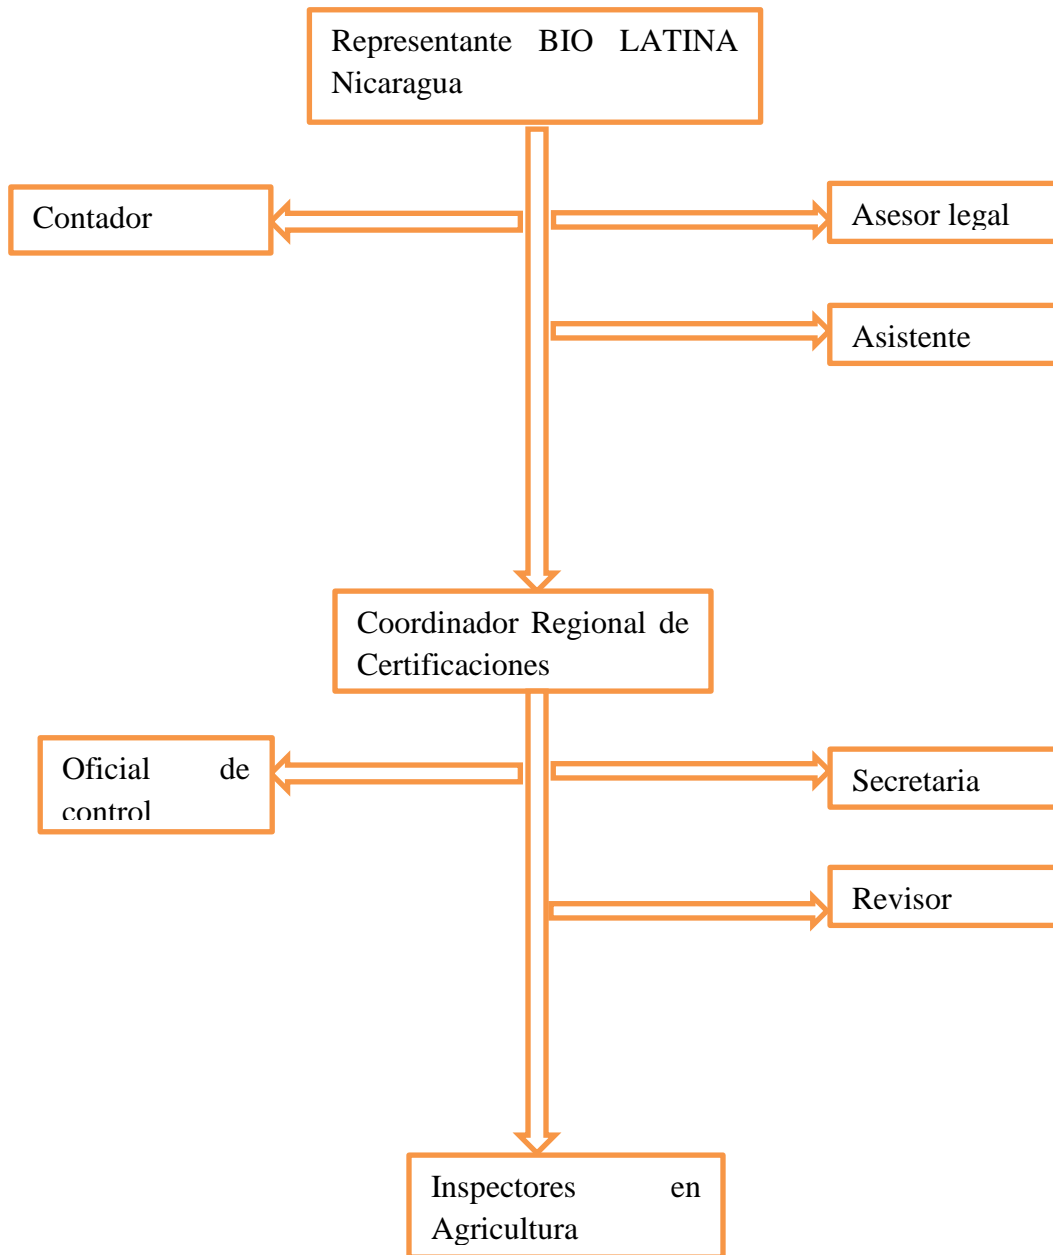 Representante BIO LATINA
Nicaragua
Contador
Asesor legal
Asistente
Coordinador Regional de
Certificaciones
Oficial de
control
Secretaria
Revisor
Inspectores en
Agricultura